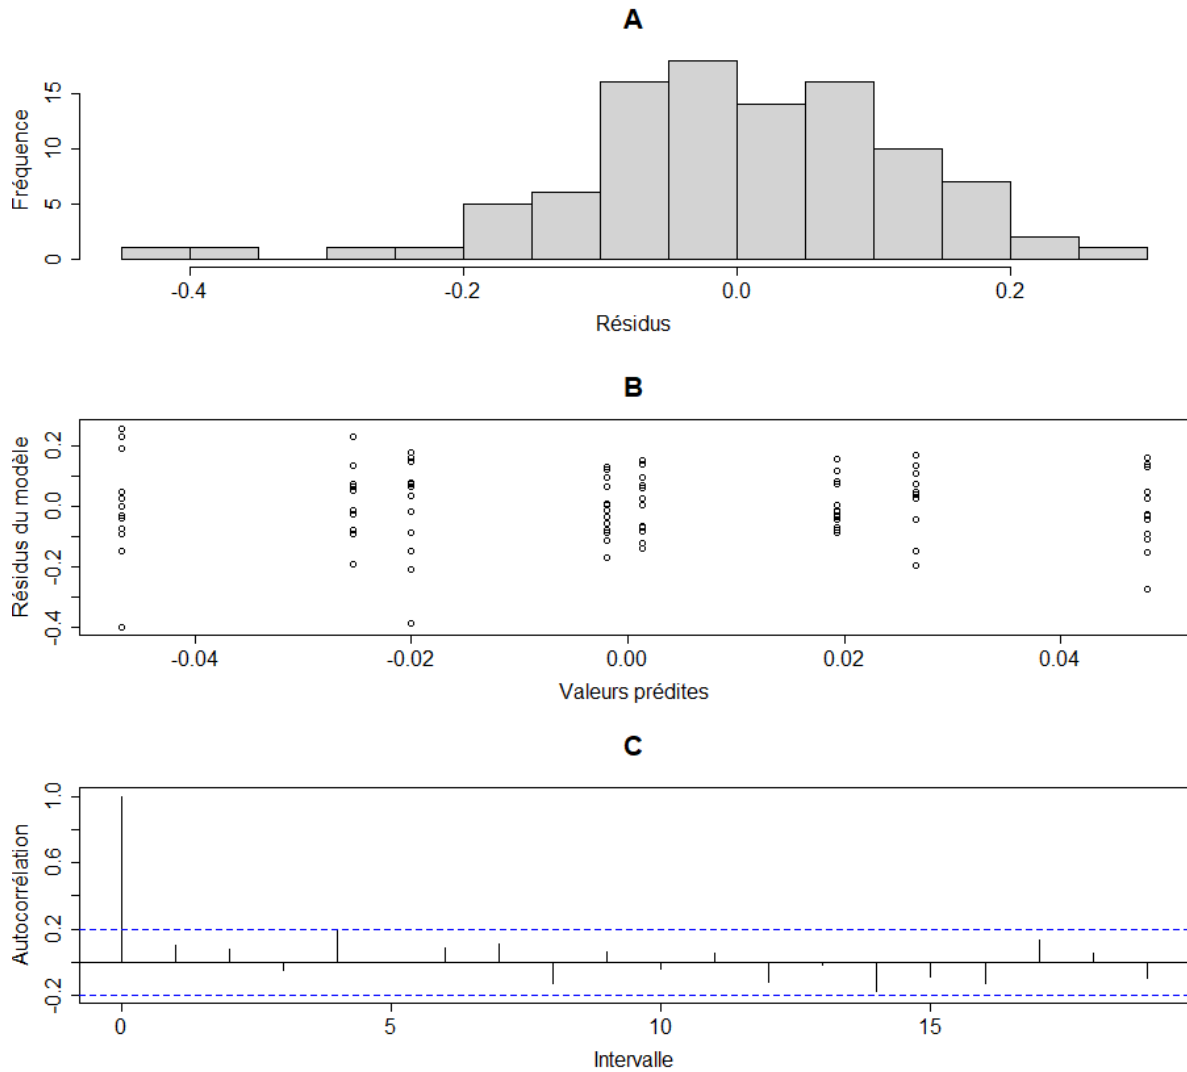 A
Fréquence
15
10
5
0
-0.4 -0.2 0.0 0.2
Résidus
B
Résidus du modèle
0.2
0.0
-0.2
-0.4
-0.04 -0.02 0.00 0.02 0.04
Valeurs prédites
C
Autocorrélation
1.0
0.6
0.2
-0.2
0 5 10 15
Intervalle